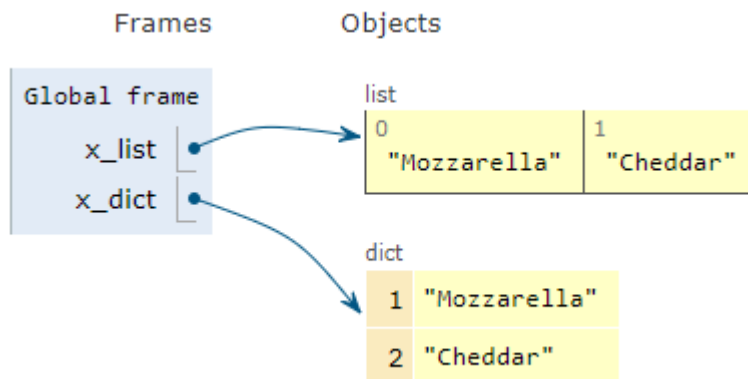 Frames Objects
Global frame
x_list
x_dict
list
0 1
"Mozzarella" "Cheddar"
dict
1 "Mozzarella"
2 "Cheddar"